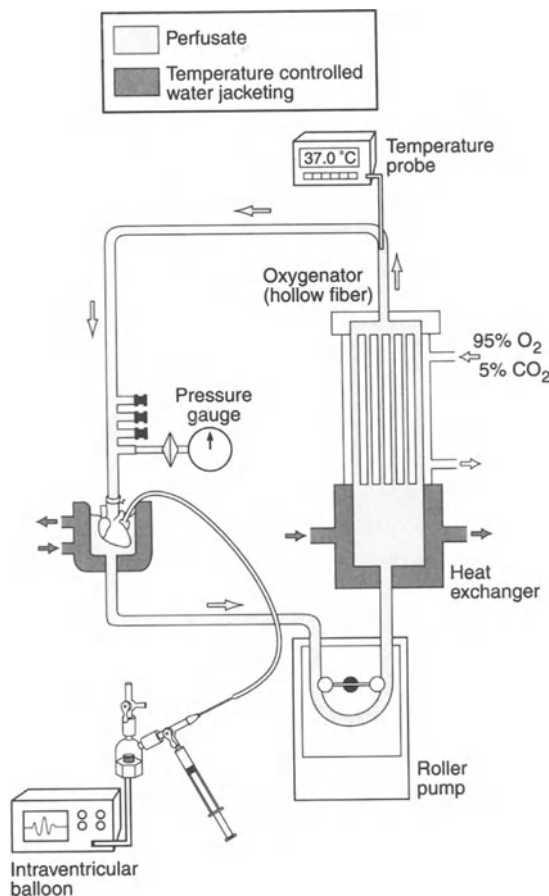 Perfusate
Temperature controlled
water jacketing
37.0 °C
Temperature
probe
Oxygenator
(hollow fiber)
95% O₂
5% CO₂
Pressure
gauge
Heat
exchanger
Roller
pump
Intraventricular
balloon